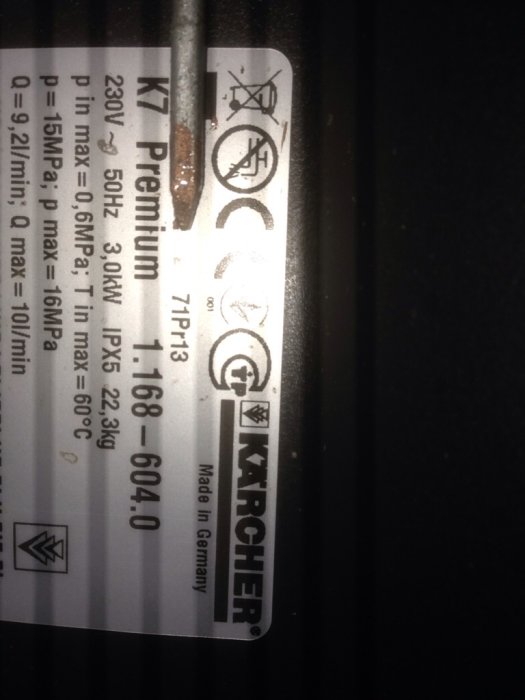 KÄRCHER®
Made in Germany
001
71Pr13
K7 Premium 1.168–604.0
230V ~ 50Hz 3,0kW IPX5 22,3kg
p in max=0,6MPa; T in max=60°C
p=15MPa; p max=16MPa
Q=9,2l/min; Q max=10l/min